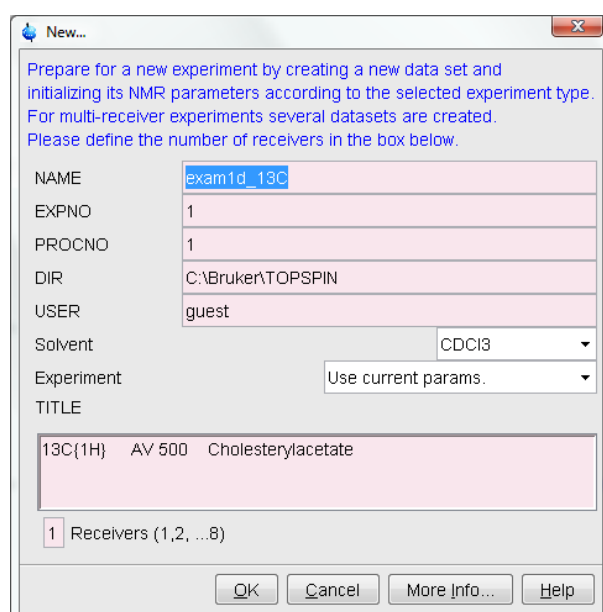 New...
Prepare for a new experiment by creating a new data set and
initializing its NMR parameters according to the selected experiment type.
For multi-receiver experiments several datasets are created.
Please define the number of receivers in the box below.
NAME exam1d_13C
EXPNO 1
PROCNO 1
DIR C:\Bruker\TOPSPIN
USER guest
Solvent CDCl3
Experiment Use current params.
TITLE
13C{1H} AV 500 Cholesterylacetate
1 Receivers (1,2, ...8)
OK Cancel More Info... Help